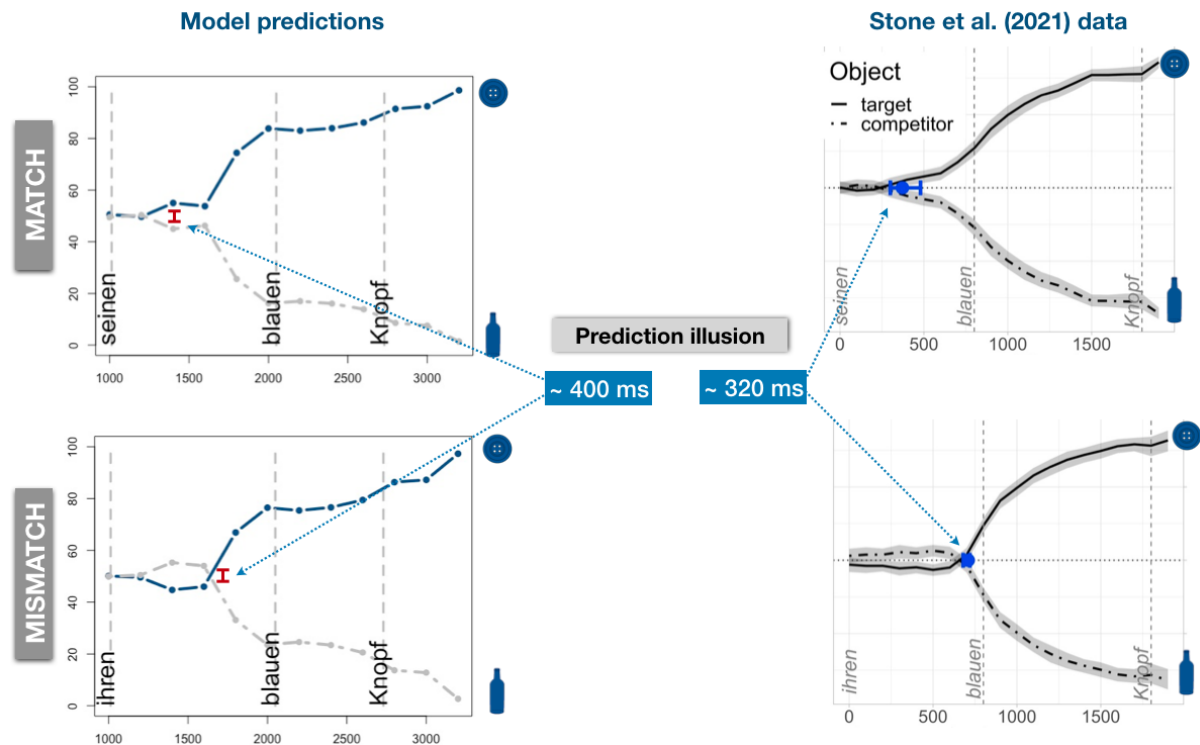 Model predictions
Stone et al. (2021) data
MATCH
100
80
60
40
20
0
seinen
blauen
Knopf
1000
1500
2000
2500
3000
Object
target
competitor
seinen
blauen
Knopf
0
500
1000
1500
Prediction illusion
~ 400 ms
~ 320 ms
MISMATCH
100
80
60
40
20
0
ihren
blauen
Knopf
1000
1500
2000
2500
3000
ihren
blauen
Knopf
0
500
1000
1500